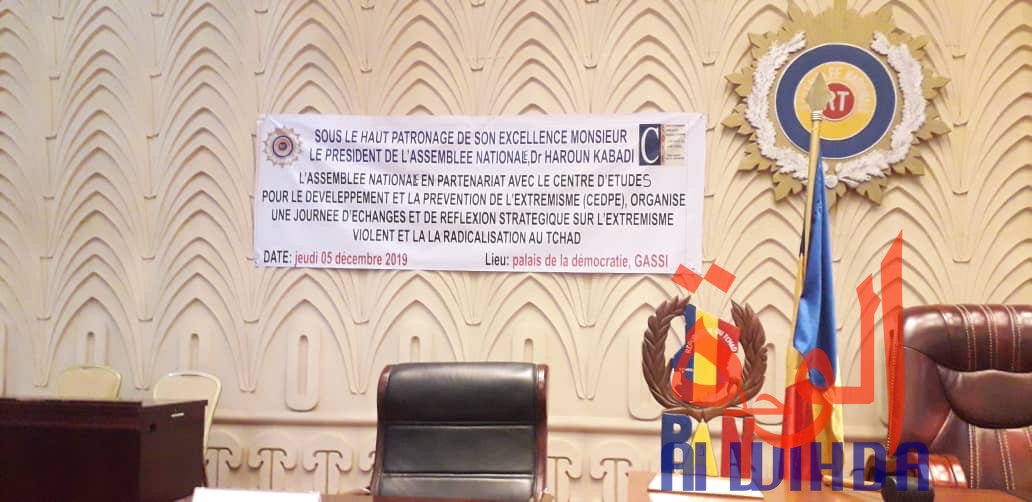 SOUS LE HAUT PATRONAGE DE SON EXCELLENCE MONSIEUR
LE PRESIDENT DE L'ASSEMBLEE NATIONALE, Dr HAROUN KABADI
L'ASSEMBLEE NATIONALE EN PARTENARIAT AVEC LE CENTRE D'ETUDES
POUR LE DEVELEPPEMENT ET LA PREVENTION DE L'EXTREMISME (CEDPE), ORGANISE
UNE JOURNEE D'ECHANGES ET DE REFLEXION STRATEGIQUE SUR L'EXTREMISME
VIOLENT ET LA LA RADICALISATION AU TCHAD
DATE: jeudi 05 décembre 2019 Lieu: palais de la démocratie, GASSI
RT
الوحدة
AL WIHDA